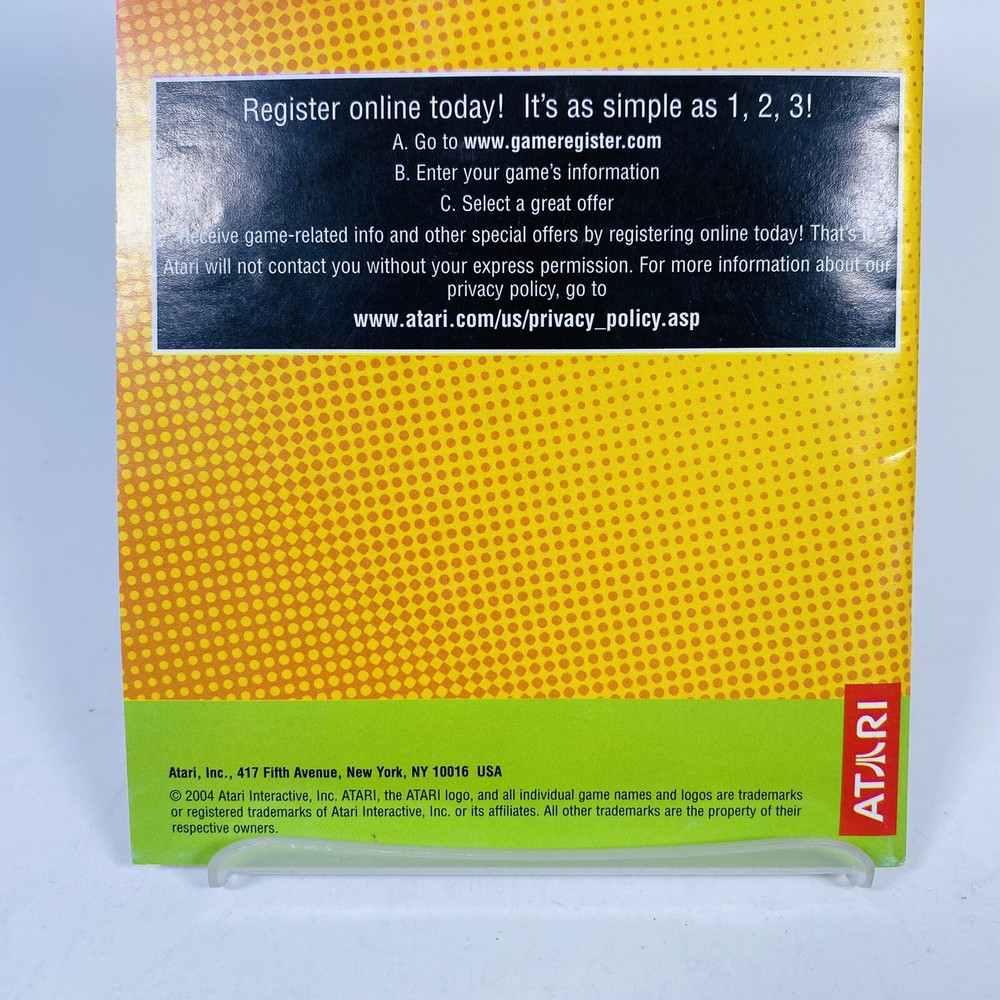 Register online today! It's as simple as 1, 2, 3!
A. Go to www.gameregister.com
B. Enter your game's information
C. Select a great offer
Receive game-related info and other special offers by registering online today! That's it.
Atari will not contact you without your express permission. For more information about our
privacy policy, go to
www.atari.com/us/privacy_policy.asp
Atari, Inc., 417 Fifth Avenue, New York, NY 10016 USA
© 2004 Atari Interactive, Inc. ATARI, the ATARI logo, and all individual game names and logos are trademarks
or registered trademarks of Atari Interactive, Inc. or its affiliates. All other trademarks are the property of their
respective owners.
ATARI